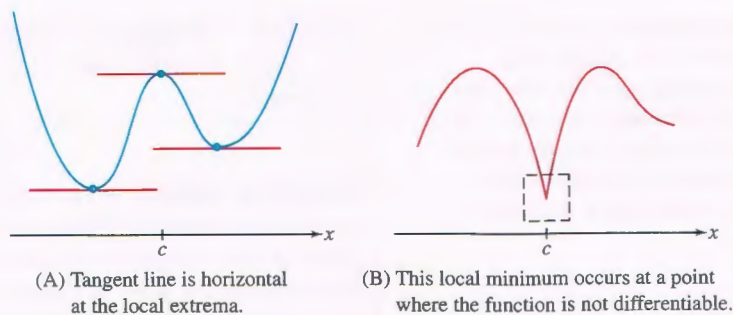 x
c
(A) Tangent line is horizontal
at the local extrema.
x
c
(B) This local minimum occurs at a point
where the function is not differentiable.